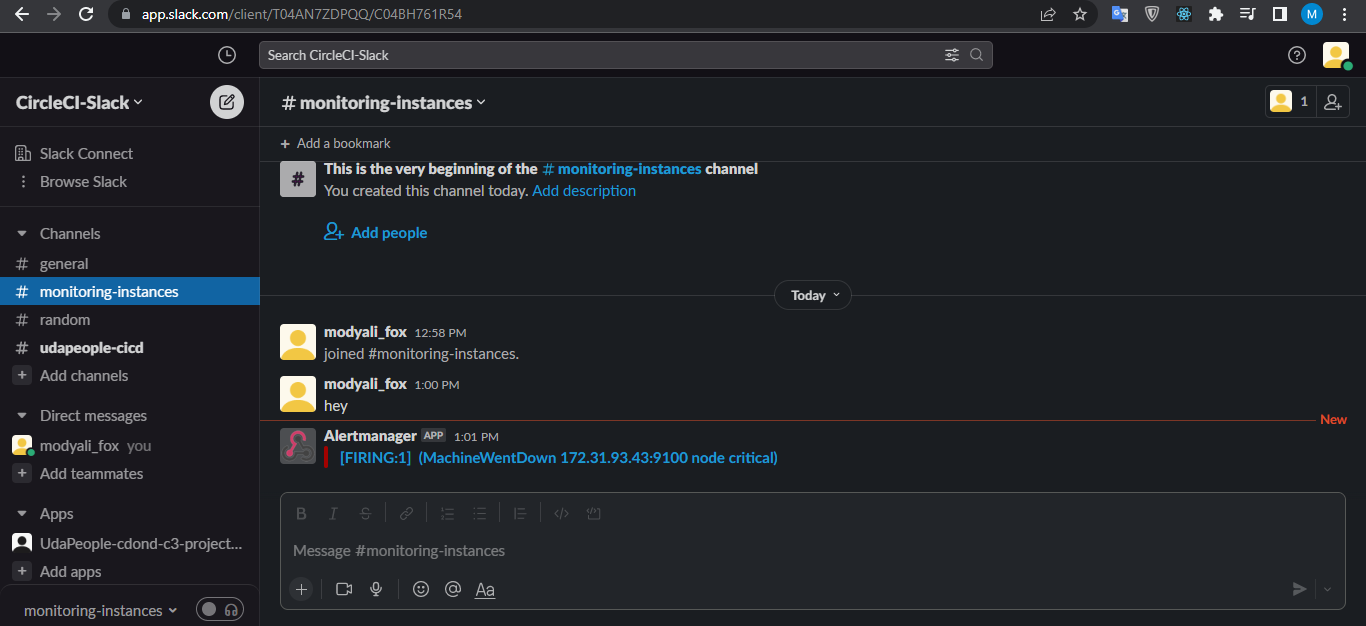 app.slack.com/client/T04AN7ZDPQQ/C04BH761R54
M
Search CircleCI-Slack
CircleCI-Slack
# monitoring-instances
1
Slack Connect
Browse Slack
+ Add a bookmark
# This is the very beginning of the # monitoring-instances channel
You created this channel today. Add description
Add people
Channels
# general
# monitoring-instances
# random
# udapeople-cicd
+ Add channels
Direct messages
modyali_fox you
+ Add teammates
Apps
UdaPeople-cdond-c3-project...
+ Add apps
monitoring-instances
Today
modyali_fox 12:58 PM
joined #monitoring-instances.
modyali_fox 1:00 PM
hey
New
Alertmanager APP 1:01 PM
[FIRING:1] (MachineWentDown 172.31.93.43:9100 node critical)
B I S
Message #monitoring-instances
+ @ Aa